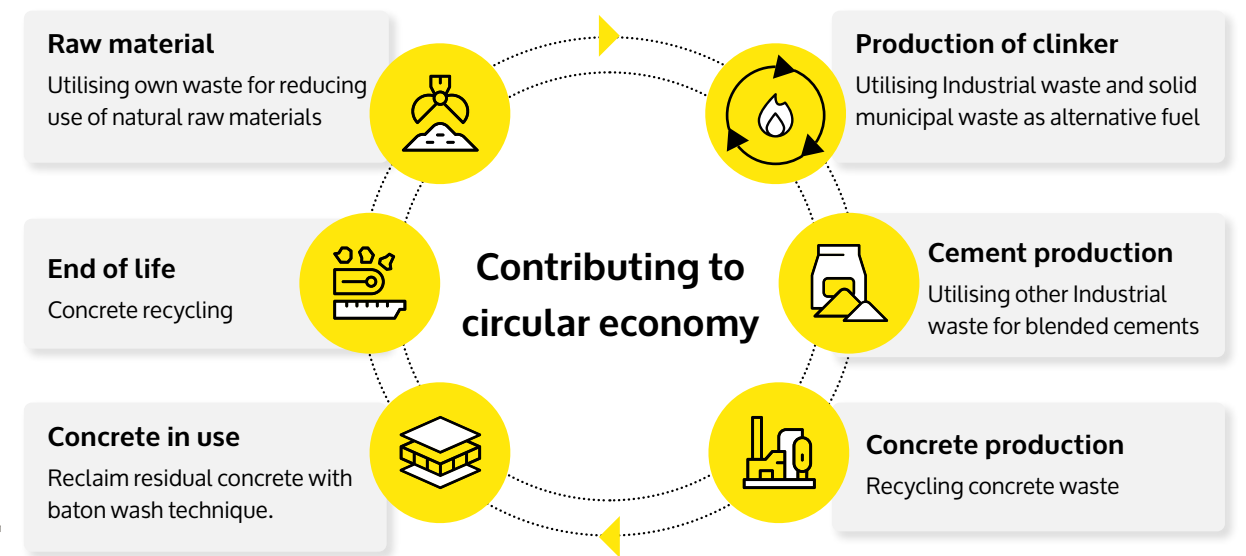 Raw material
Utilising own waste for reducing
use of natural raw materials
Production of clinker
Utilising Industrial waste and solid
municipal waste as alternative fuel
End of life
Concrete recycling
Contributing to
circular economy
Cement production
Utilising other Industrial
waste for blended cements
Concrete in use
Reclaim residual concrete with
baton wash technique.
Concrete production
Recycling concrete waste